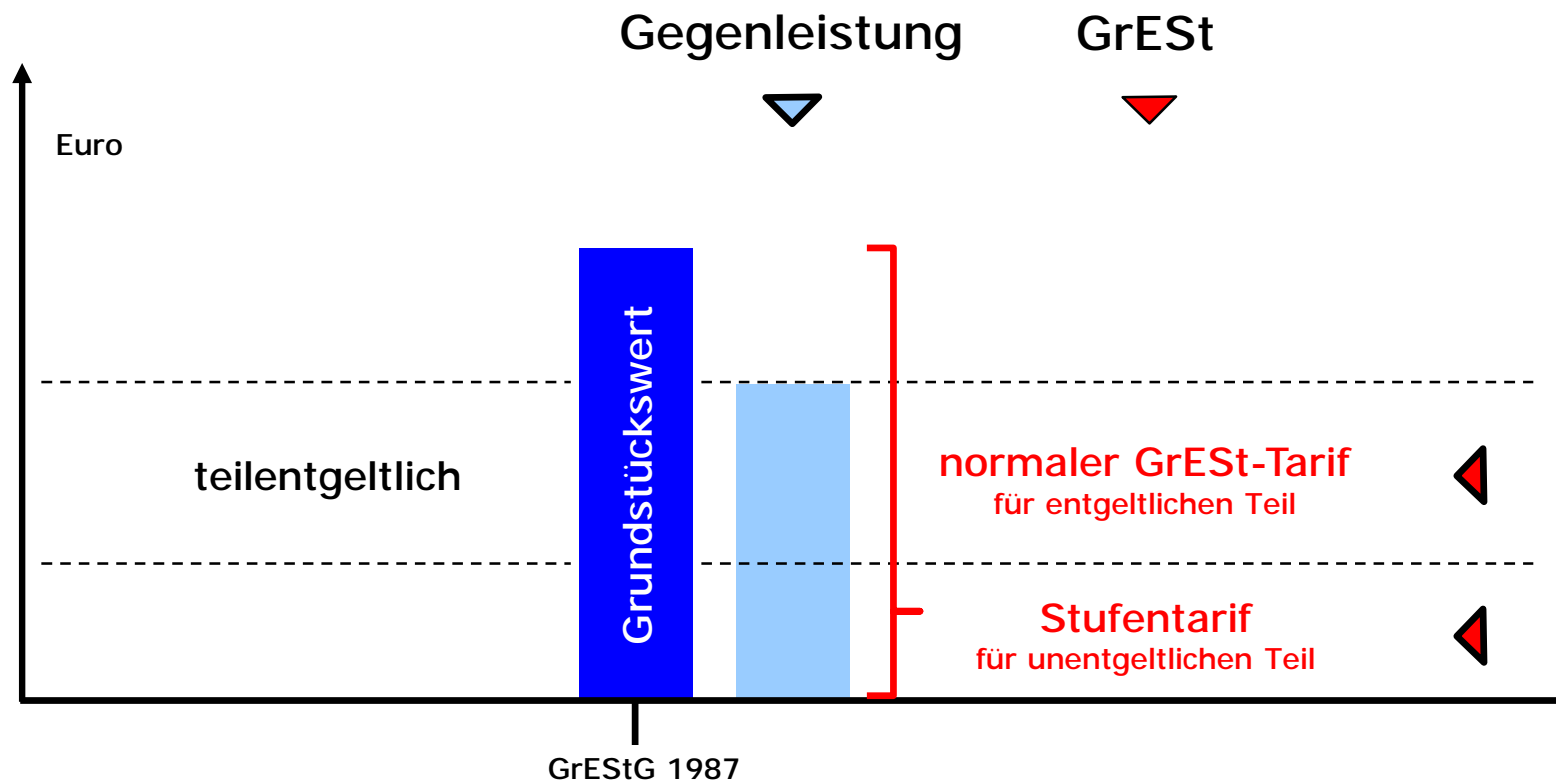 Gegenleistung GrESt
Euro
Grundstückswert
teilentgeltlich
normaler GrESt-Tarif
für entgeltlichen Teil
Stufentarif
für unentgeltlichen Teil
GrEStG 1987